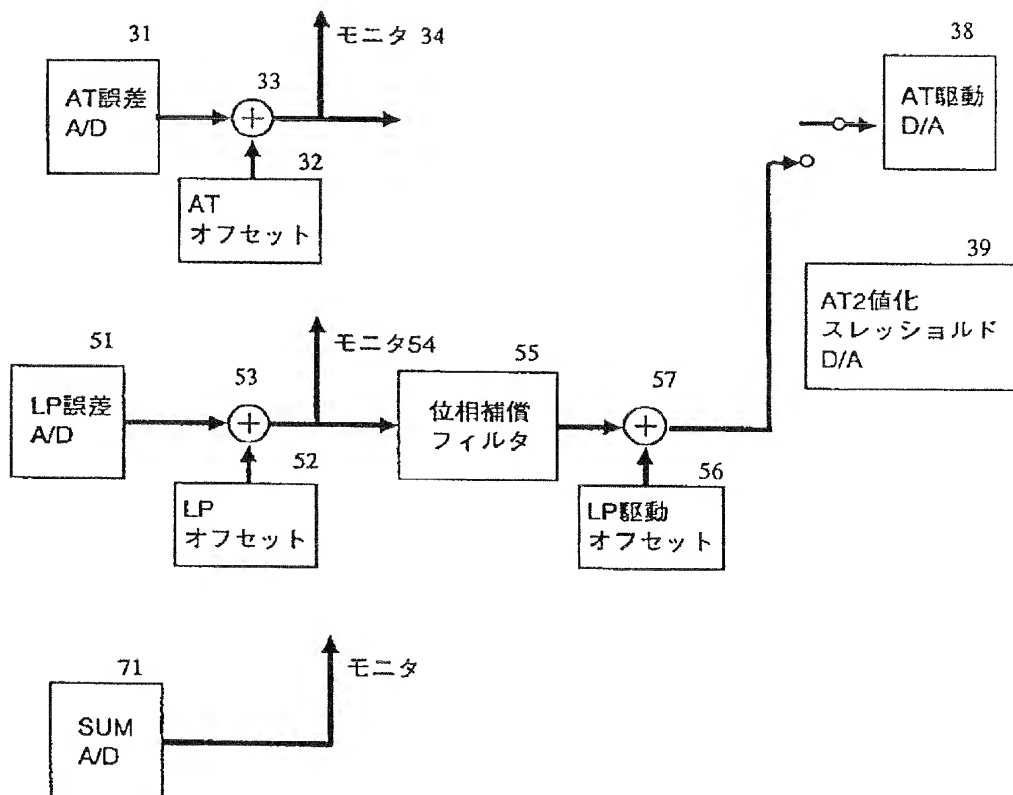 31
AT誤差
A/D
33
モニタ 34
32
AT
オフセット
38
AT駆動
D/A
39
AT2値化
スレッショルド
D/A
51
LP誤差
A/D
53
モニタ54
52
LP
オフセット
55
位相補償
フィルタ
57
56
LP駆動
オフセット
71
SUM
A/D
モニタ